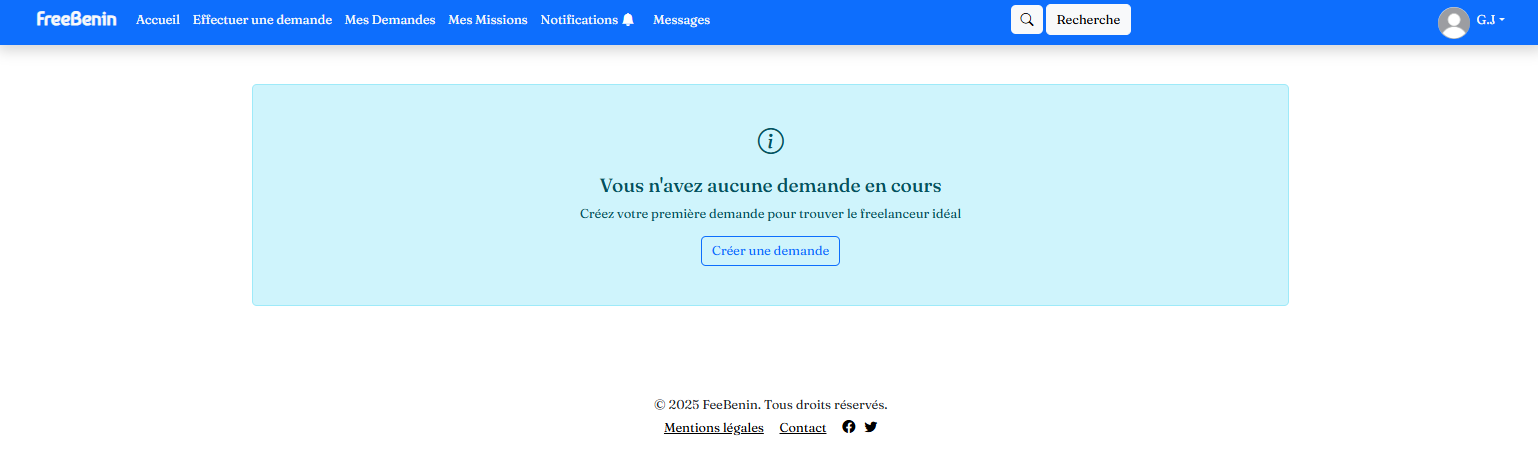 FreeBenin Accueil Effectuer une demande Mes Demandes Mes Missions Notifications Messages Recherche G.J
Vous n'avez aucune demande en cours
Créez votre première demande pour trouver le freelanceur idéal
Créer une demande
© 2025 FeeBenin. Tous droits réservés.
Mentions légales Contact